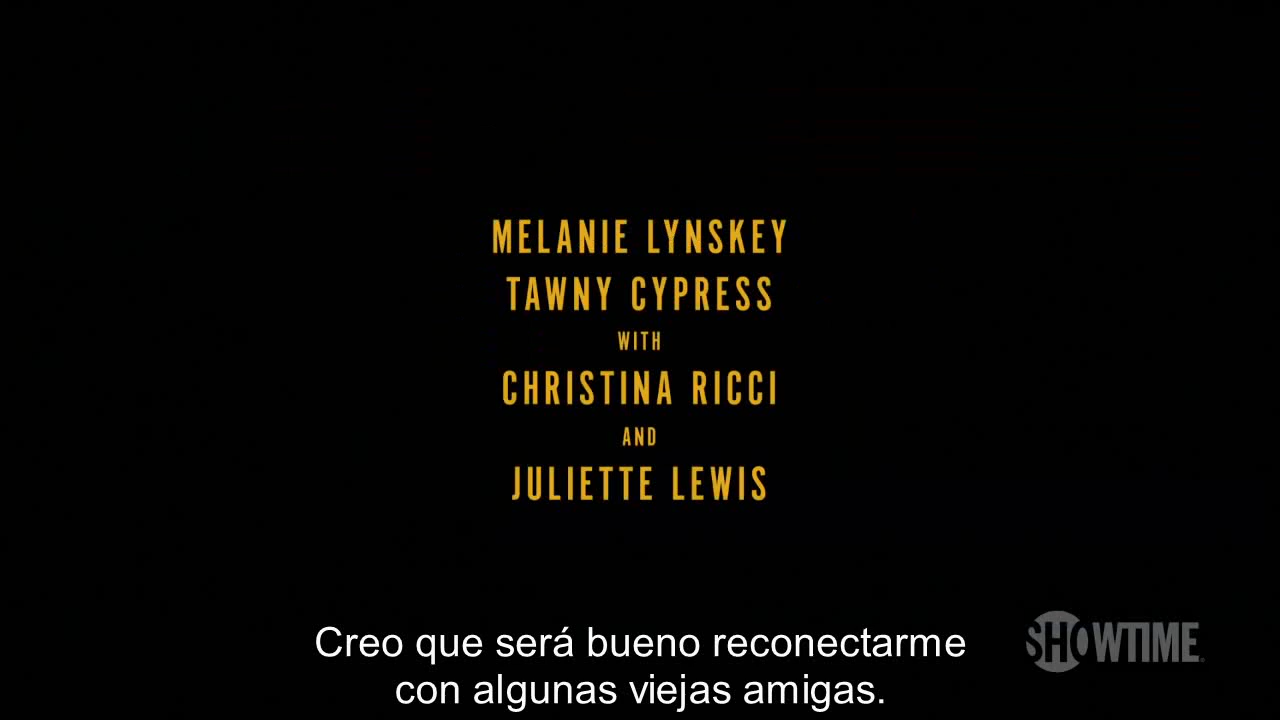 MELANIE LYNSKEY
TAWNY CYPRESS
WITH
CHRISTINA RICCI
AND
JULIETTE LEWIS
SHOWTIME
Creo que será bueno reconectarme
con algunas viejas amigas.